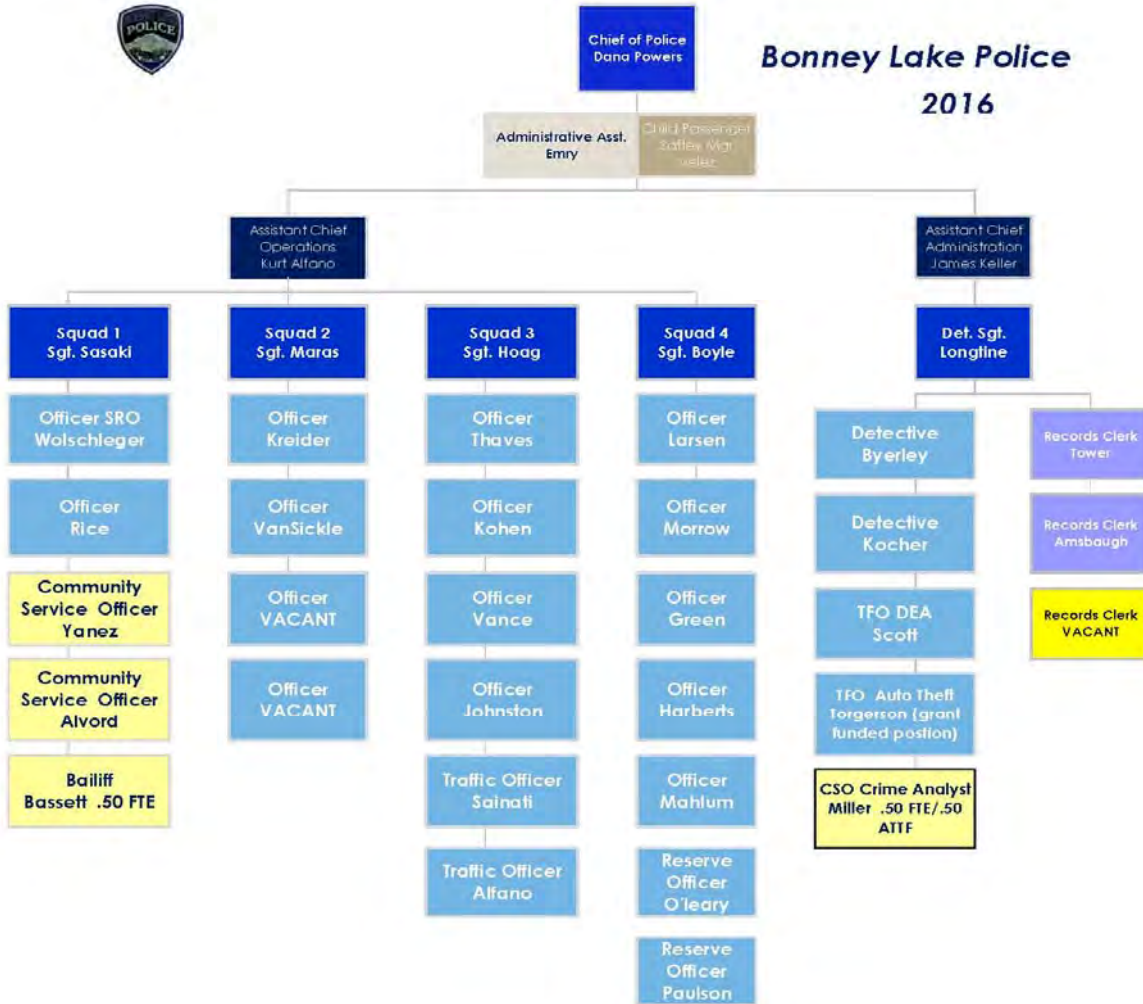 POLICE
Chief of Police
Dana Powers
Bonney Lake Police
2016
Administrative Asst.
Emry
Child Passenger
Saftey Mgr.
Assistant Chief
Operations
Kurt Alfano
Assistant Chief
Administration
James Keller
Squad 1
Sgt. Sasaki
Squad 2
Sgt. Maras
Squad 3
Sgt. Hoag
Squad 4
Sgt. Boyle
Det. Sgt.
Longtine
Officer SRO
Wolschleger
Officer
Rice
Community
Service Officer
Yanez
Community
Service Officer
Alvord
Bailiff
Bassett .50 FTE
Officer
Kreider
Officer
VanSickle
Officer
VACANT
Officer
VACANT
Officer
Thaves
Officer
Kohen
Officer
Vance
Officer
Johnston
Traffic Officer
Sainati
Traffic Officer
Alfano
Officer
Larsen
Officer
Morrow
Officer
Green
Officer
Harberts
Officer
Mahlum
Reserve
Officer
O'leary
Reserve
Officer
Paulson
Detective
Byerley
Detective
Kocher
TFO DEA
Scott
TFO Auto Theft
Torgerson (grant
funded postion)
CSO Crime Analyst
Miller .50 FTE/.50
ATTF
Records Clerk
Tower
Records Clerk
Amsbaugh
Records Clerk
VACANT